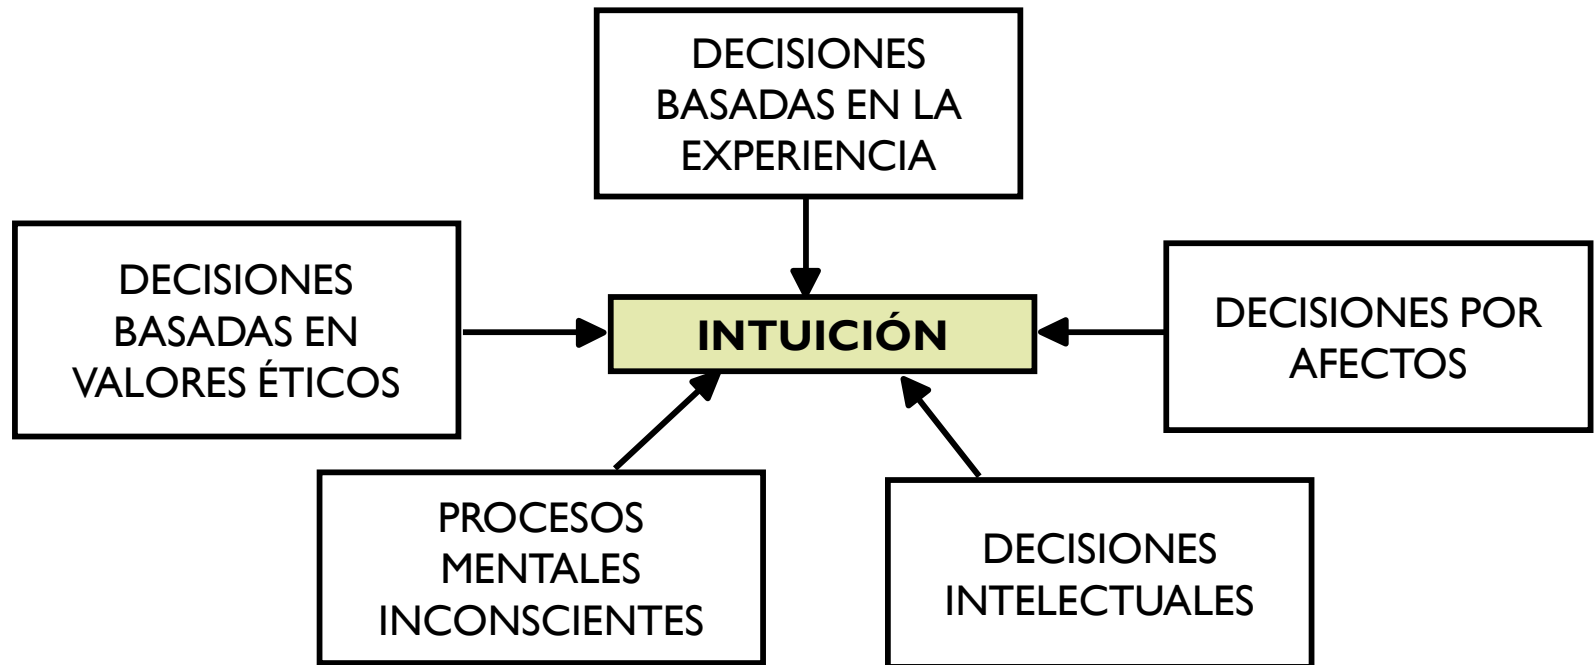 DECISIONES
BASADAS EN LA
EXPERIENCIA
DECISIONES
BASADAS EN
VALORES ÉTICOS
INTUICIÓN
DECISIONES POR
AFECTOS
PROCESOS
MENTALES
INCONSCIENTES
DECISIONES
INTELECTUALES